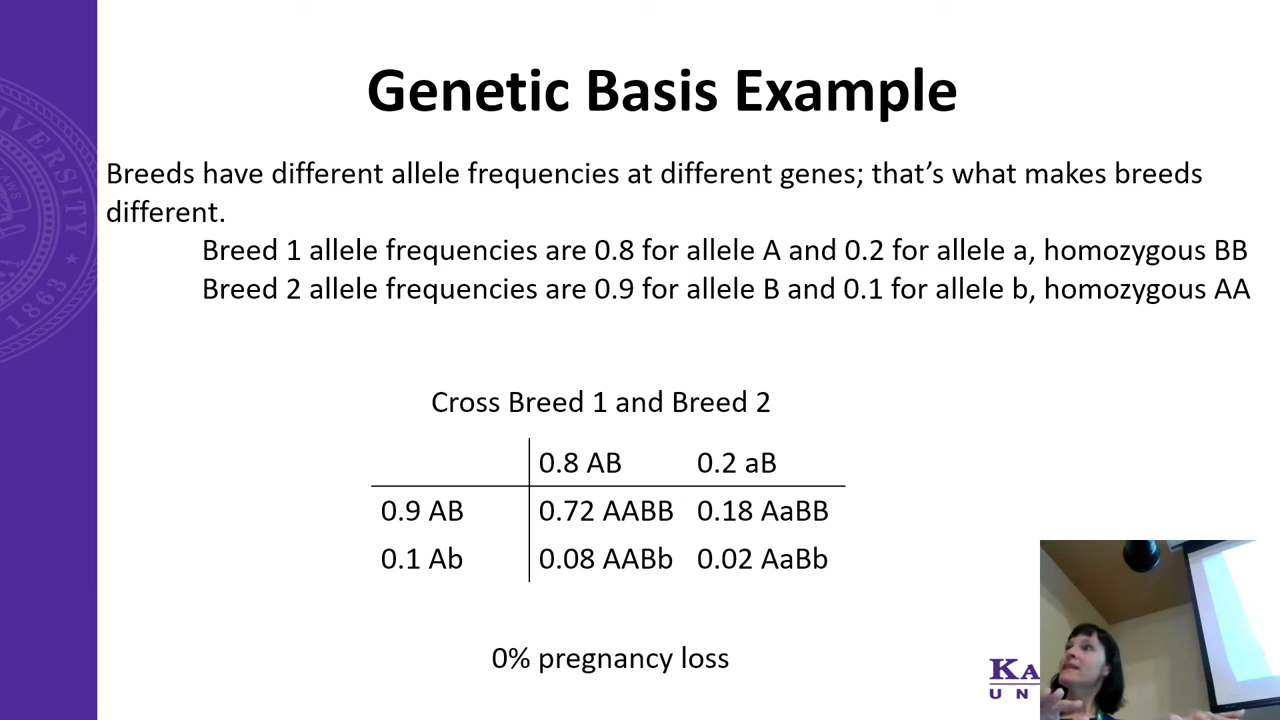 Genetic Basis Example
Breeds have different allele frequencies at different genes; that’s what makes breeds
different.
Breed 1 allele frequencies are 0.8 for allele A and 0.2 for allele a, homozygous BB
Breed 2 allele frequencies are 0.9 for allele B and 0.1 for allele b, homozygous AA
Cross Breed 1 and Breed 2
0.8 AB 0.2 aB
0.9 AB 0.72 AABB 0.18 AaBB
0.1 Ab 0.08 AABb 0.02 AaBb
0% pregnancy loss
1863